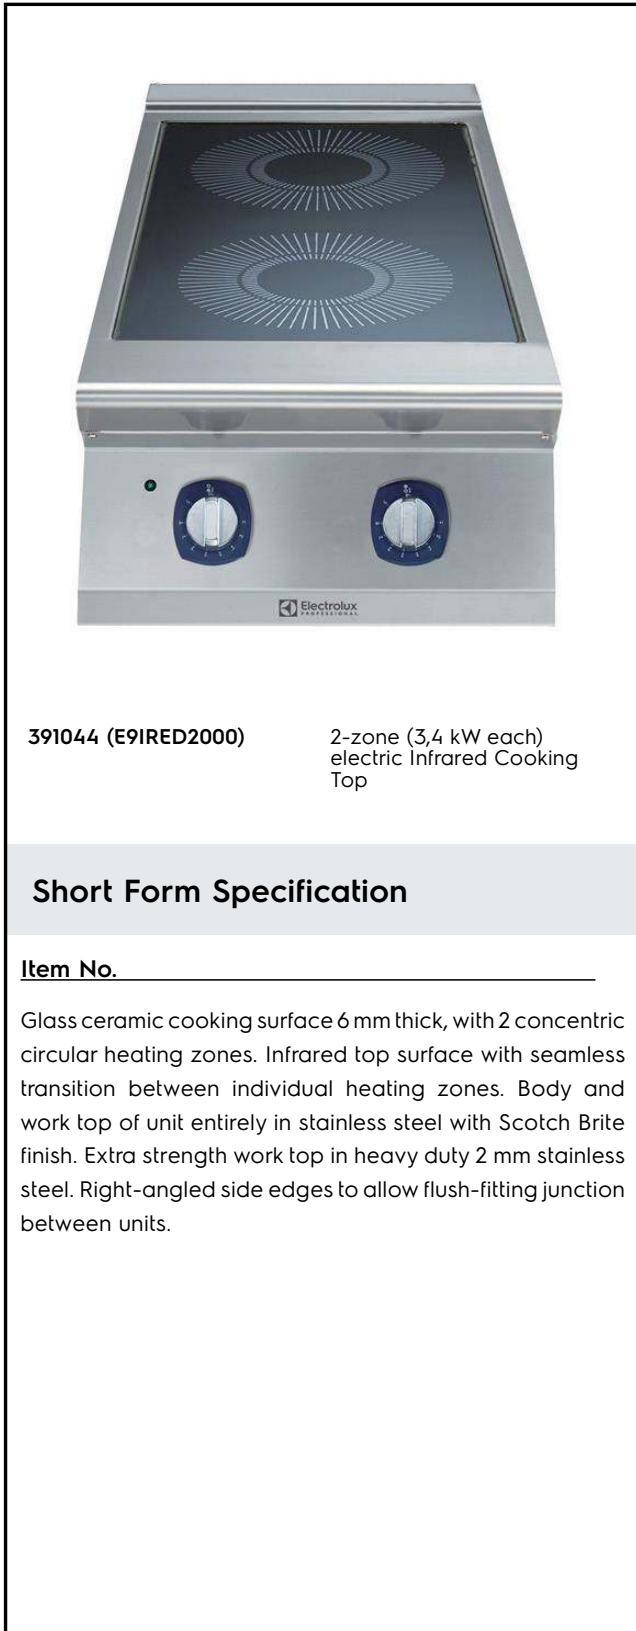 Electrolux
PROFESSIONAL
391044 (E9IRED2000)
2-zone (3,4 kW each)
electric Infrared Cooking
Top
Short Form Specification
Item No.
Glass ceramic cooking surface 6 mm thick, with 2 concentric
circular heating zones. Infrared top surface with seamless
transition between individual heating zones. Body and
work top of unit entirely in stainless steel with Scotch Brite
finish. Extra strength work top in heavy duty 2 mm stainless
steel. Right-angled side edges to allow flush-fitting junction
between units.